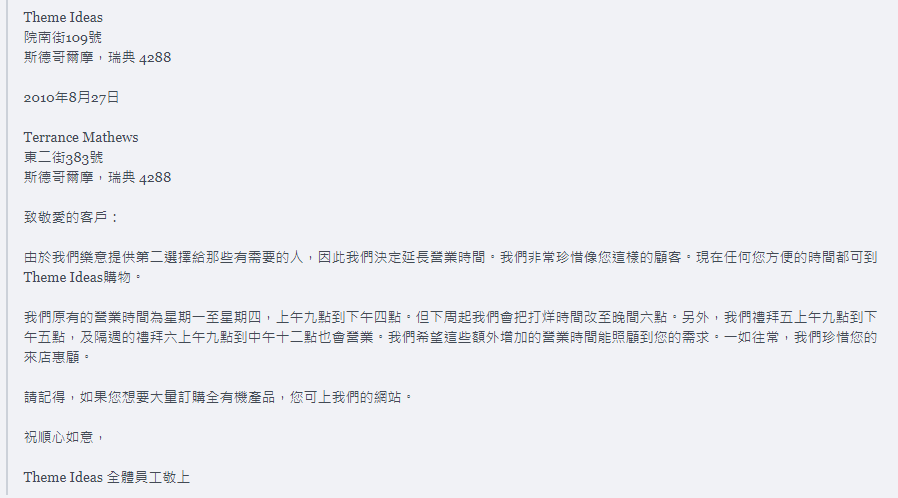 Theme Ideas
院南街109號
斯德哥爾摩，瑞典 4288
2010年8月27日
Terrance Mathews
東二街383號
斯德哥爾摩，瑞典 4288
致敬愛的客戶：
由於我們樂意提供第二選擇給那些有需要的人，因此我們決定延長營業時間。我們非常珍惜像您這樣的顧客。現在任何您方便的時間都可到
Theme Ideas購物。
我們原有的營業時間為星期一至星期四，上午九點到下午四點。但下周起我們會把打烊時間改至晚間六點。另外，我們禮拜五上午九點到下
午五點，及隔週的禮拜六上午九點到中午十二點也會營業。我們希望這些額外增加的營業時間能照顧到您的需求。一如往常，我們珍惜您的
來店惠顧。
請記得，如果您想要大量訂購全有機產品，您可上我們的網站。
祝順心如意，
Theme Ideas 全體員工敬上